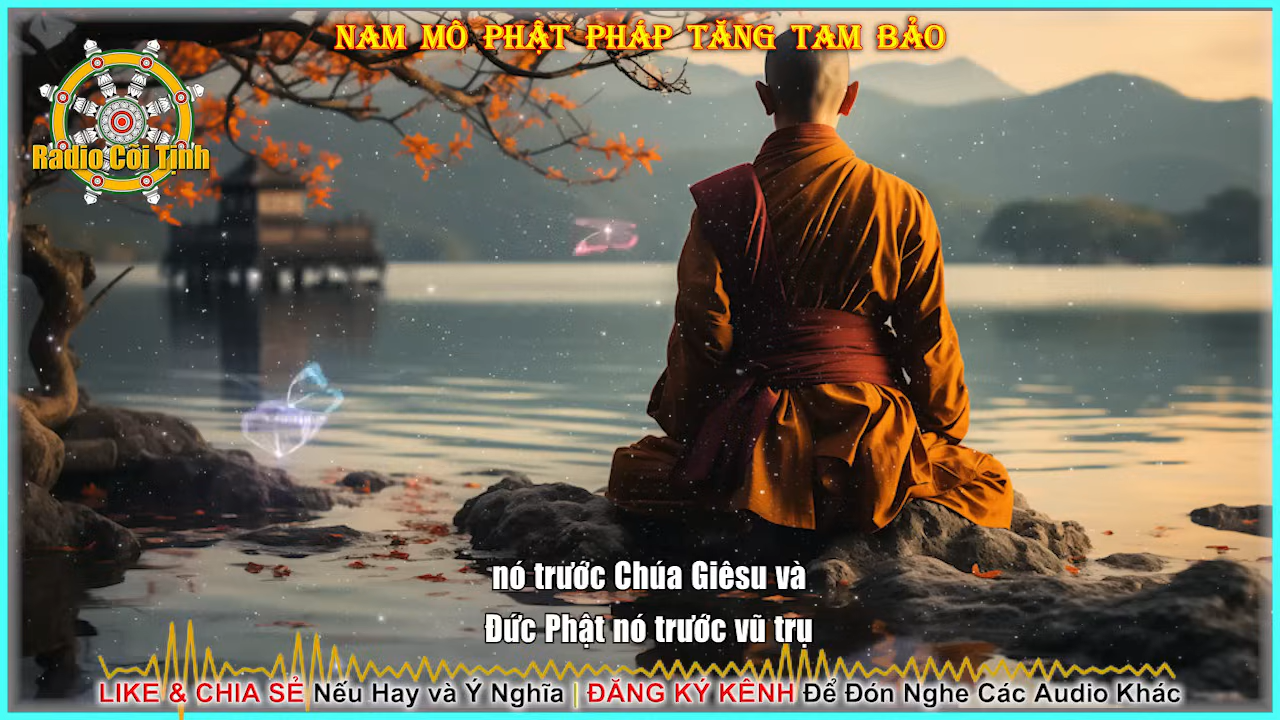 NAM MÔ PHẬT PHÁP TĂNG TAM BẢO
Radio Cõi Tịnh
nó trước Chúa Giêsu và
Đức Phật nó trước vũ trụ
LIKE & CHIA SẺ Nếu Hay và Ý Nghĩa | ĐĂNG KÝ KÊNH Để Đón Nghe Các Audio Khác